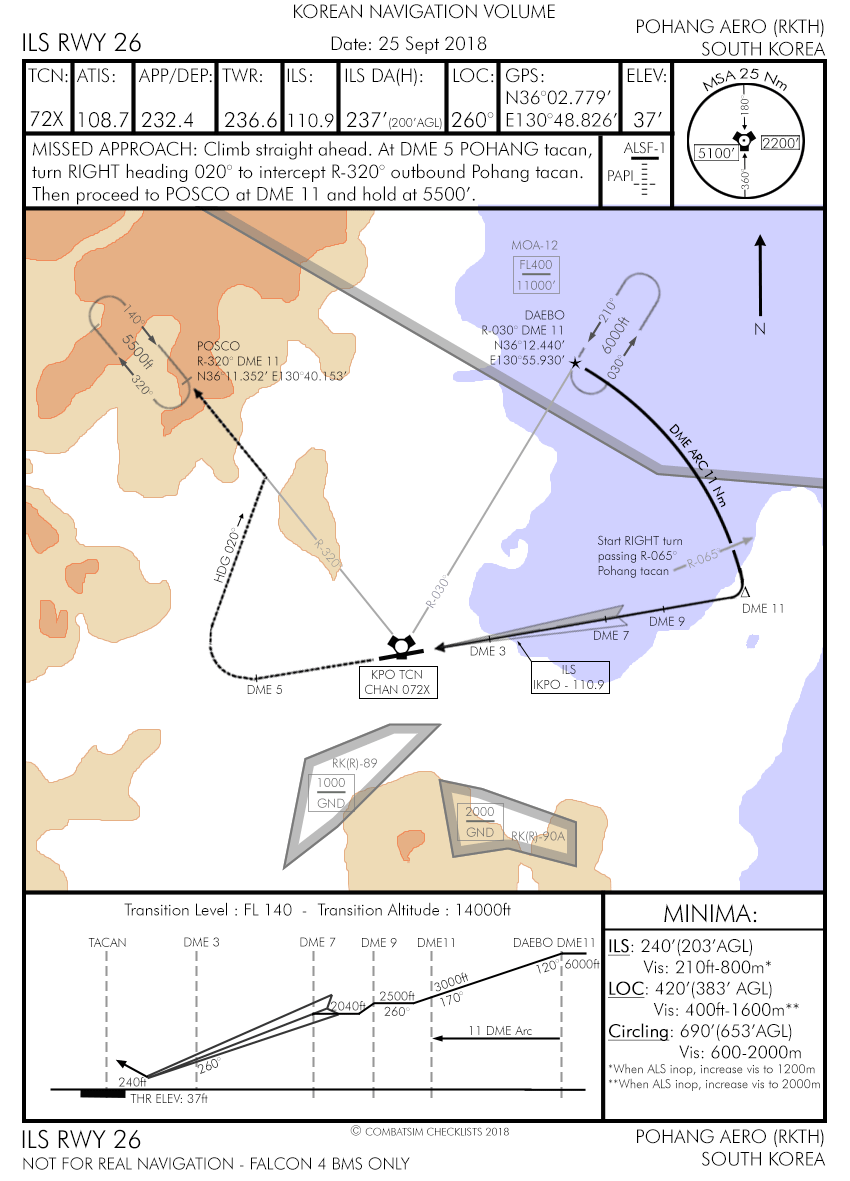 KOREAN NAVIGATION VOLUME
ILS RWY 26
Date: 25 Sept 2018
POHANG AERO (RKTH)
SOUTH KOREA
TCN: ATIS: APP/DEP: TWR: ILS: ILS DA(H): LOC: GPS: ELEV:
N36°02.779'
72X 108.7 232.4 236.6 110.9 237'(200'AGL) 260° E130°48.826' 37'
MSA 25 Nm
180°
5100'
2200'
360°
MISSED APPROACH: Climb straight ahead. At DME 5 POHANG tacan,
turn RIGHT heading 020° to intercept R-320° outbound Pohang tacan.
Then proceed to POSCO at DME 11 and hold at 5500'.
ALSF-1
PAPI
MOA-12
FL400
11000'
N
DAEBO
R-030° DME 11
N36°12.440'
E130°55.930'
210°
6000ft
030°
140°
5500ft
320°
POSCO
R-320° DME 11
N36°11.352' E130°40.153'
DME ARC 11 Nm
HDG 020°
R-320°
R-030°
Start RIGHT turn
passing R-065°
Pohang tacan
R-065°
DME 11
DME 9
DME 7
DME 3
DME 5
KPO TCN
CHAN 072X
ILS
IKPO - 110.9
RK(R)-89
1000
GND
2000
GND
RK(R)-90A
Transition Level : FL 140 - Transition Altitude : 14000ft
TACAN DME 3 DME 7 DME 9 DME11 DAEBO DME11
120° 6000ft
3000ft
170°
2500ft
260°
2040ft
11 DME Arc
260°
240ft
THR ELEV: 37ft
MINIMA:
ILS: 240'(203'AGL)
Vis: 210ft-800m*
LOC: 420'(383' AGL)
Vis: 400ft-1600m**
Circling: 690'(653'AGL)
Vis: 600-2000m
*When ALS inop, increase vis to 1200m
**When ALS inop, increase vis to 2000m
© COMBATSIM CHECKLISTS 2018
ILS RWY 26
NOT FOR REAL NAVIGATION - FALCON 4 BMS ONLY
POHANG AERO (RKTH)
SOUTH KOREA